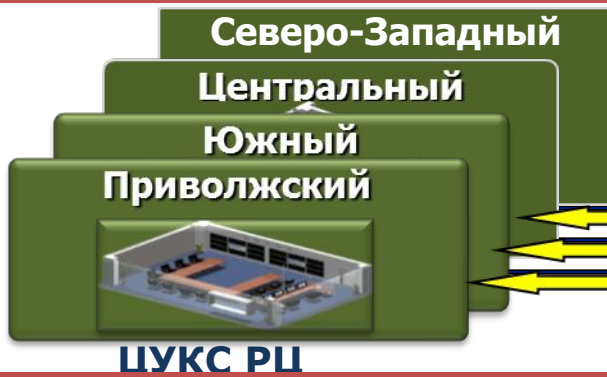 Северо-Западный
Центральный
Южный
Приволжский
ЦУКС РЦ